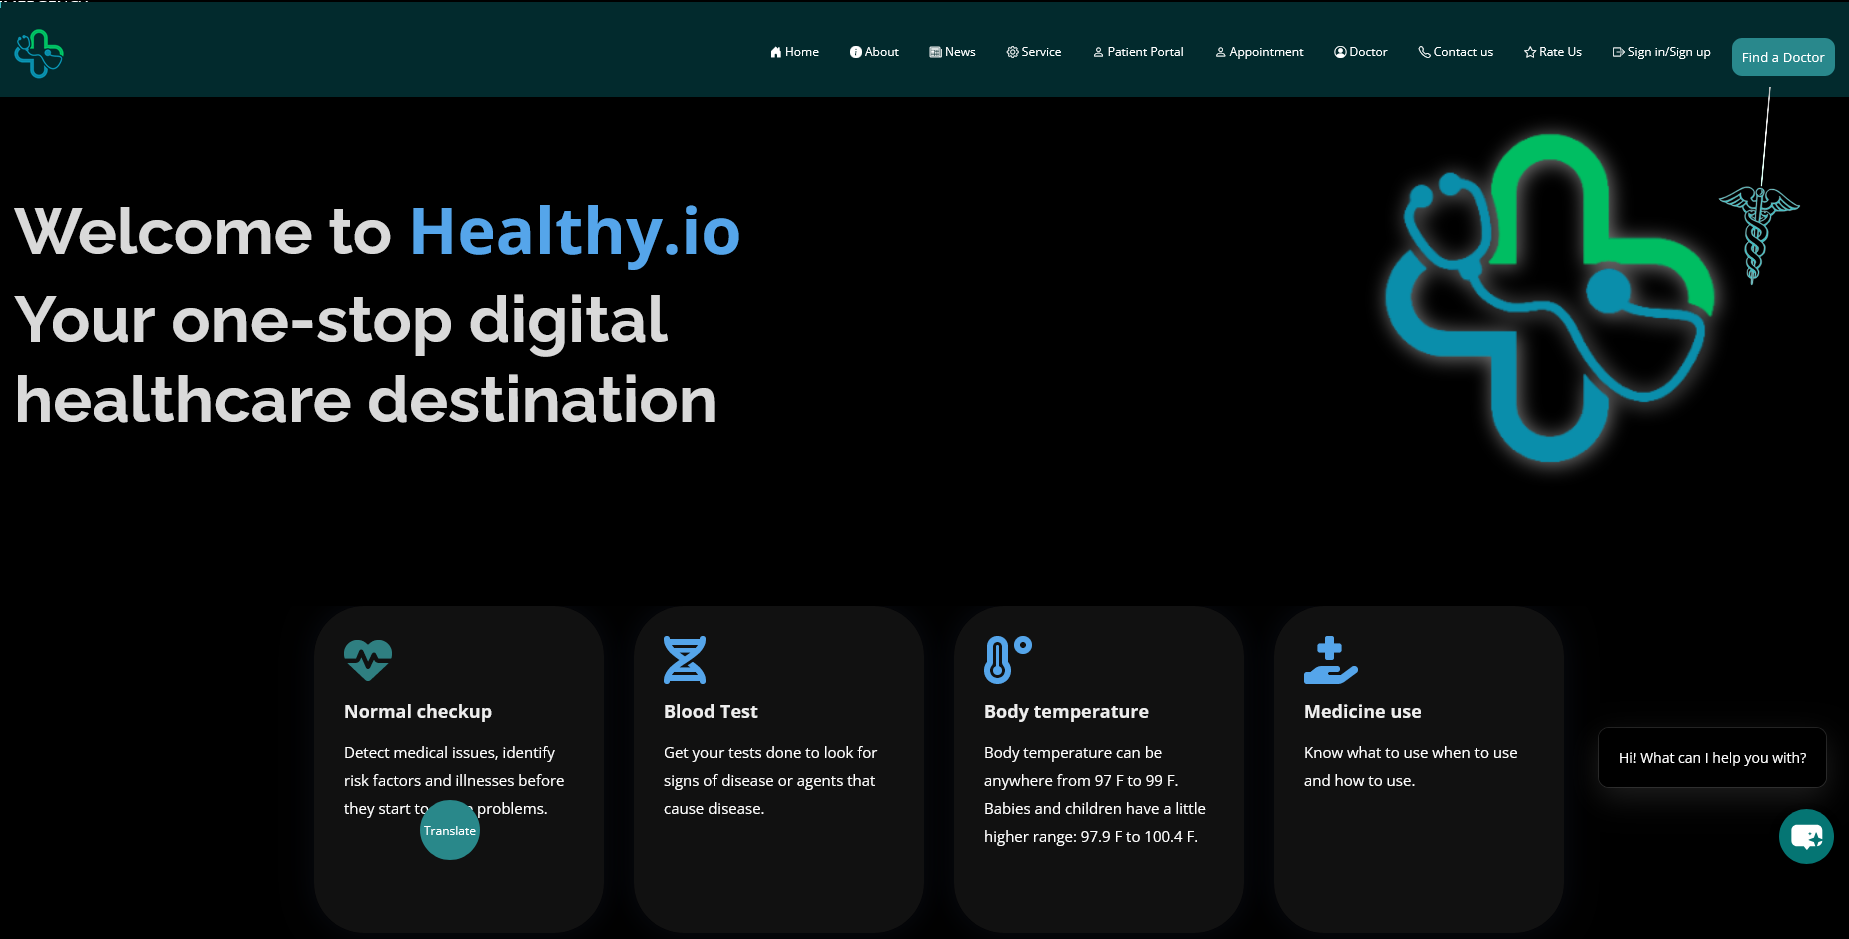 Home
About
News
Service
Patient Portal
Appointment
Doctor
Contact us
Rate Us
Sign in/Sign up
Find a Doctor
Welcome to Healthy.io
Your one-stop digital
healthcare destination
Normal checkup
Detect medical issues, identify
risk factors and illnesses before
they start to problems.
Translate
Blood Test
Get your tests done to look for
signs of disease or agents that
cause disease.
Body temperature
Body temperature can be
anywhere from 97 F to 99 F.
Babies and children have a little
higher range: 97.9 F to 100.4 F.
Medicine use
Know what to use when to use
and how to use.
Hi! What can I help you with?